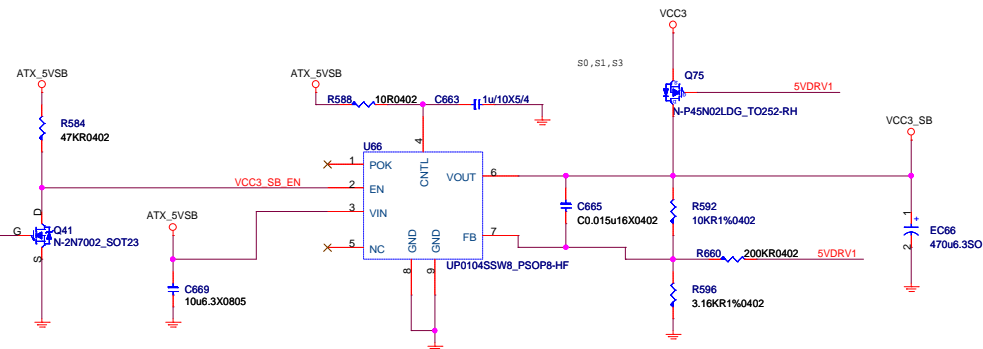 VCC3
S0,S1,S3
ATX_5VSB
ATX_5VSB
Q75
R588
10R0402
C663
1u/10X5/4
5VDRV1
N-P45N02LDG_TO252-RH
R584
47KR0402
VCC3_SB
4
U66
1
POK
CNTL
VOUT
6
VCC3_SB_EN
2
EN
3
VIN
C665
C0.015u16X0402
R592
10KR1%0402
1
+
EC66
470u6.3SO
2
ATX_5VSB
G
D
S
Q41
N-2N7002_SOT23
5
NC
GND
GND
FB
7
R660
200KR0402
5VDRV1
8
9
UP0104SSW8_PSOP8-HF
C669
10u6.3X0805
R596
3.16KR1%0402